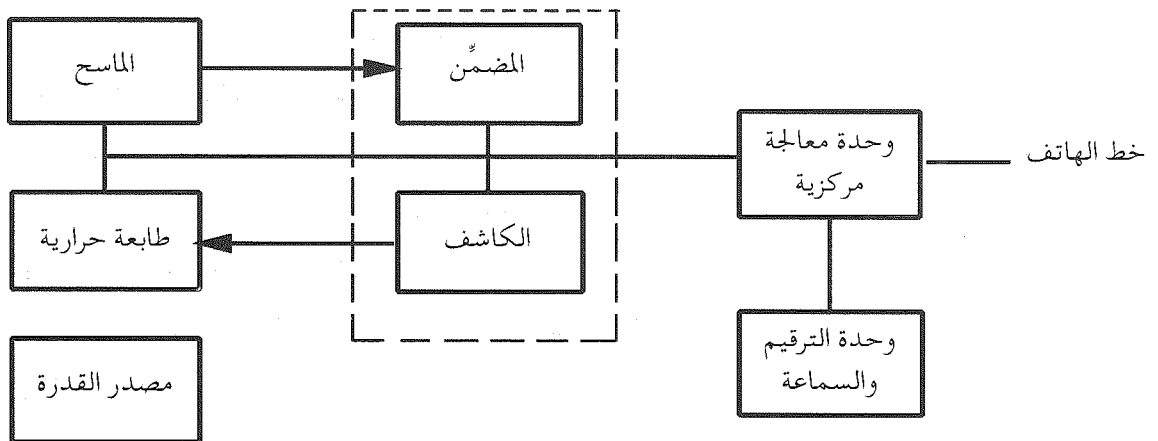 الماسح
المضمِّن
وحدة معالجة
مركزية
خط الهاتف
طابعة حرارية
الكاشف
وحدة الترقيم
والسماعة
مصدر القدرة